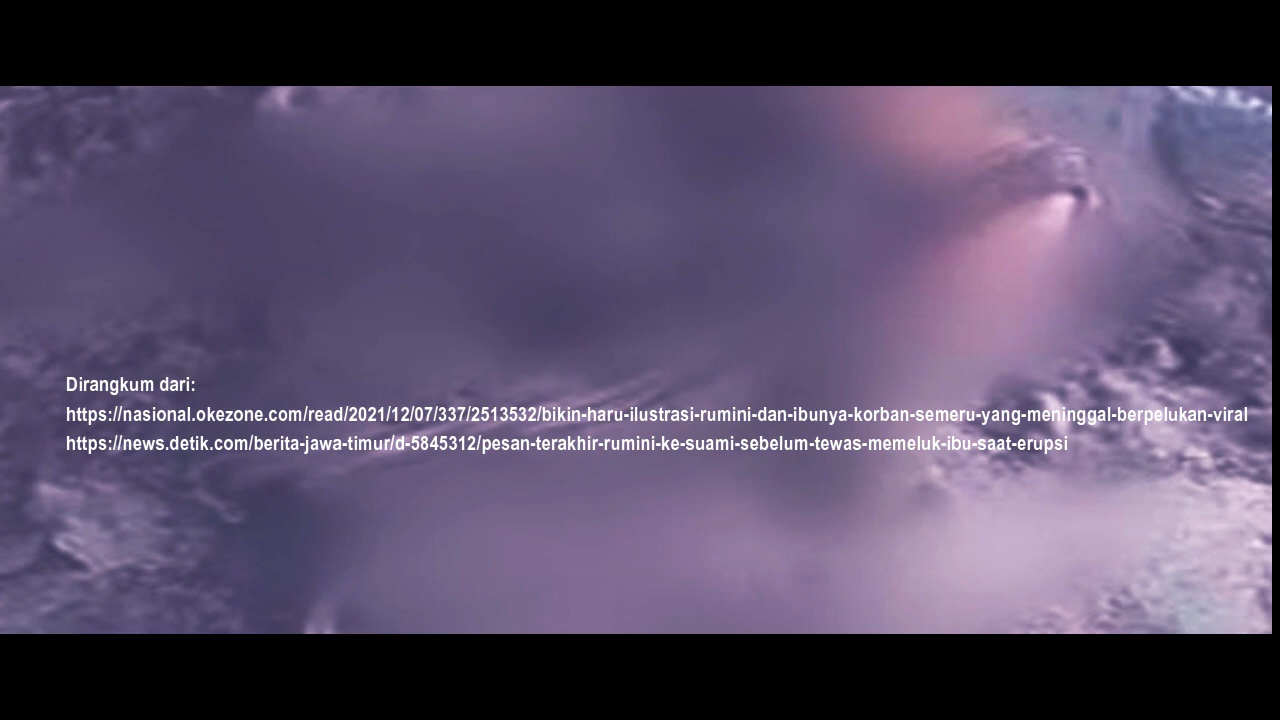 Dirangkum dari:
https://nasional.okezone.com/read/2021/12/07/337/2513532/bikin-haru-ilustrasi-rumini-dan-ibunya-korban-semeru-yang-meninggal-berpelukan-viral
https://news.detik.com/berita-jawa-timur/d-5845312/pesan-terakhir-rumini-ke-suami-sebelum-tewas-memeluk-ibu-saat-erupsi